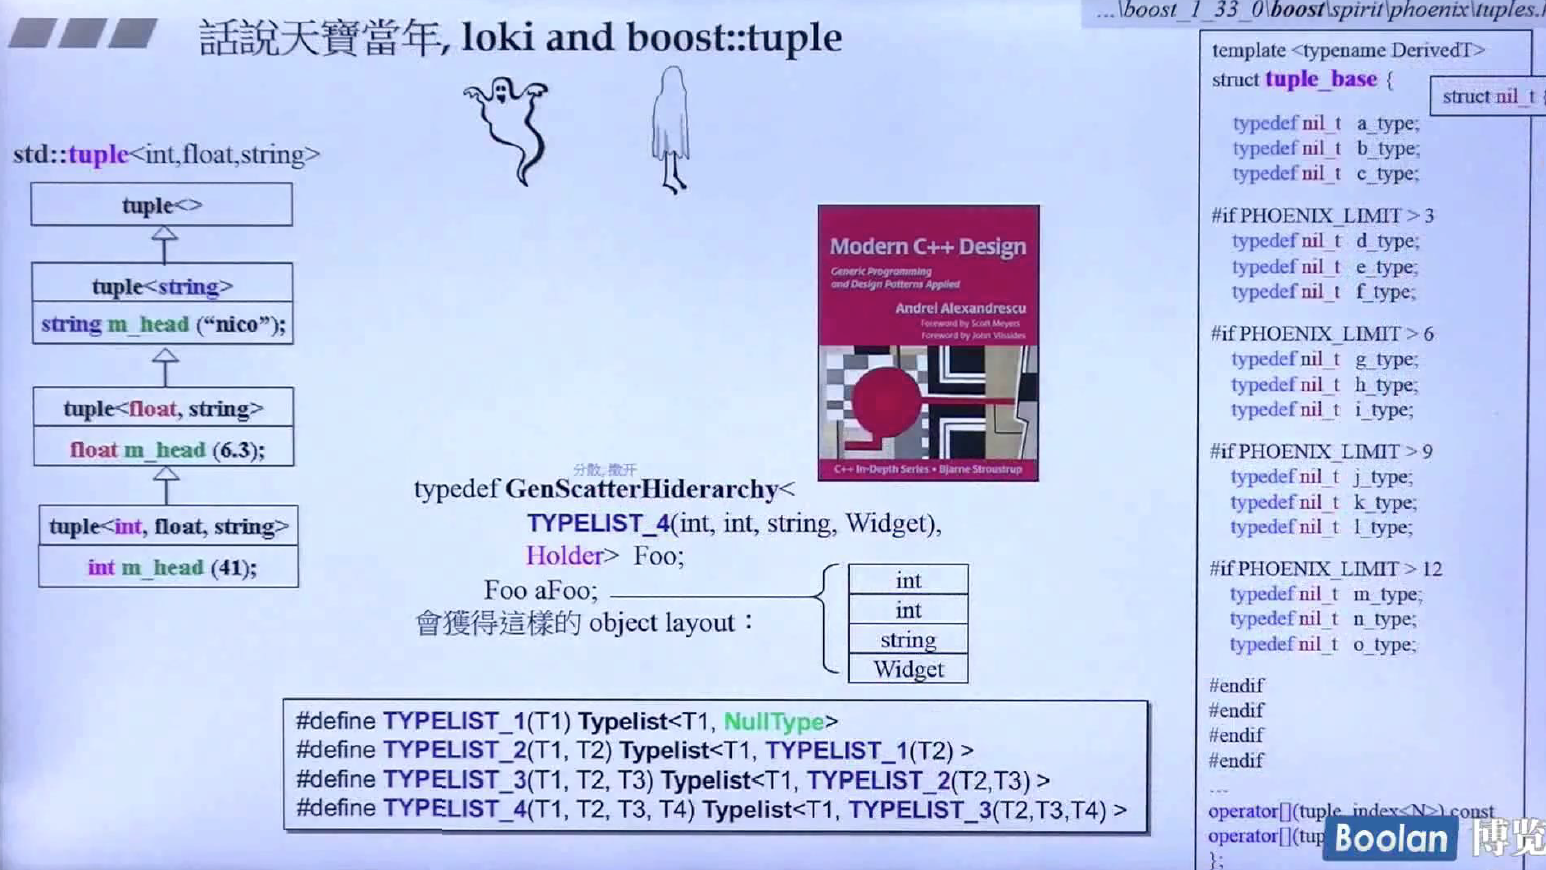 話說天寶當年, loki and boost::tuple
...\boost_1_33_0\boost\spirit\phoenix\tuples.
std::tuple<int,float,string>
tuple<>
tuple<string>
string m_head (“nico”);
tuple<float, string>
float m_head (6.3);
tuple<int, float, string>
int m_head (41);
Modern C++ Design
Generic Programming
and Design Patterns Applied
Andrei Alexandrescu
Foreword by Scott Meyers
Foreword by John Vlissides
C++ In-Depth Series • Bjarne Stroustrup
分散, 撒开
typedef GenScatterHiderarchy<
TYPELIST_4(int, int, string, Widget),
Holder> Foo;
Foo aFoo;
會獲得這樣的 object layout：
int
int
string
Widget
#define TYPELIST_1(T1) Typelist<T1, NullType>
#define TYPELIST_2(T1, T2) Typelist<T1, TYPELIST_1(T2) >
#define TYPELIST_3(T1, T2, T3) Typelist<T1, TYPELIST_2(T2,T3) >
#define TYPELIST_4(T1, T2, T3, T4) Typelist<T1, TYPELIST_3(T2,T3,T4) >
template <typename DerivedT>
struct tuple_base {
struct nil_t {
typedef nil_t a_type;
typedef nil_t b_type;
typedef nil_t c_type;
#if PHOENIX_LIMIT > 3
typedef nil_t d_type;
typedef nil_t e_type;
typedef nil_t f_type;
#if PHOENIX_LIMIT > 6
typedef nil_t g_type;
typedef nil_t h_type;
typedef nil_t i_type;
#if PHOENIX_LIMIT > 9
typedef nil_t j_type;
typedef nil_t k_type;
typedef nil_t l_type;
#if PHOENIX_LIMIT > 12
typedef nil_t m_type;
typedef nil_t n_type;
typedef nil_t o_type;
#endif
#endif
#endif
#endif
...
operator[](tuple_index<N>) const
operator[](tup
};
Boolan 博览